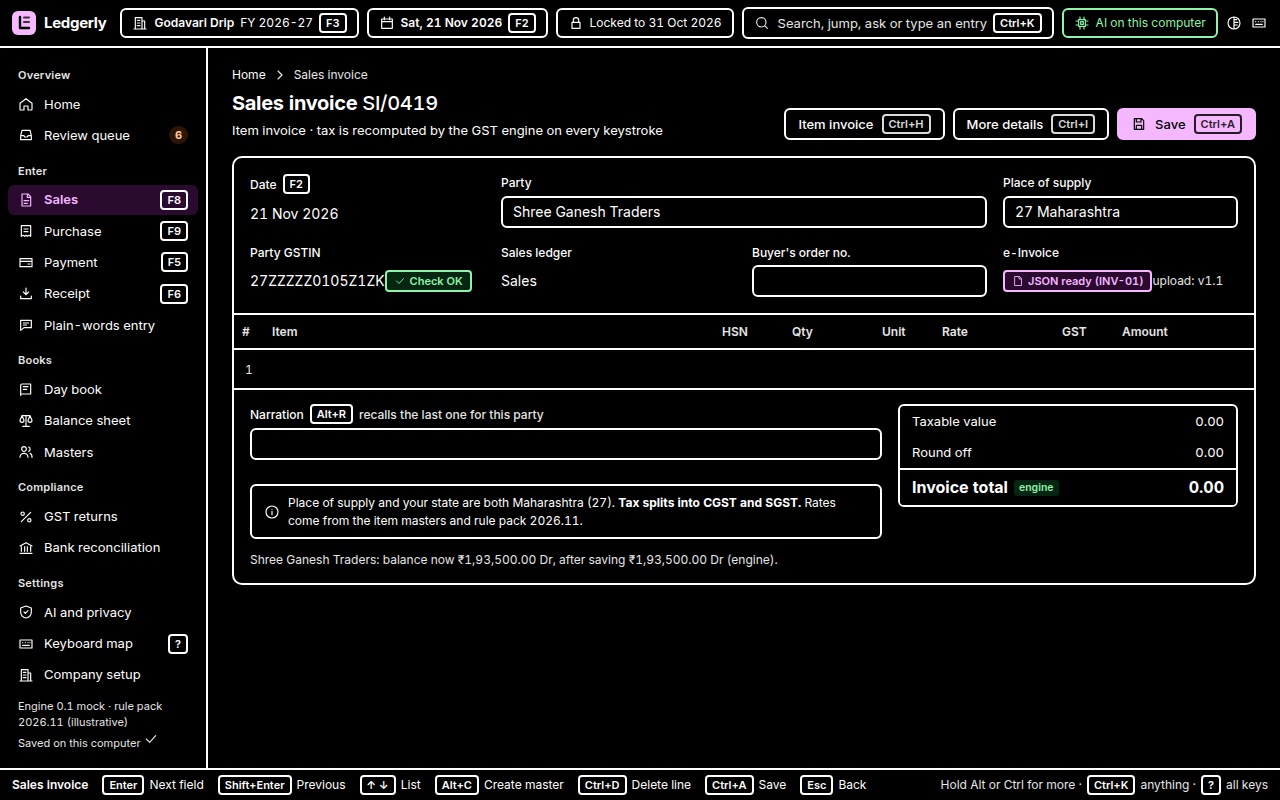 Ledgerly
Godavari Drip FY 2026-27 F3
Sat, 21 Nov 2026 F2
Locked to 31 Oct 2026
Search, jump, ask or type an entry Ctrl+K
AI on this computer
Overview
Home
Review queue 6
Enter
Sales F8
Purchase F9
Payment F5
Receipt F6
Plain-words entry
Books
Day book
Balance sheet
Masters
Compliance
GST returns
Bank reconciliation
Settings
AI and privacy
Keyboard map ?
Company setup
Engine 0.1 mock · rule pack
2026.11 (illustrative)
Saved on this computer
Home Sales invoice
Sales invoice SI/0419
Item invoice · tax is recomputed by the GST engine on every keystroke
Item invoice Ctrl+H
More details Ctrl+I
Save Ctrl+A
Date F2
21 Nov 2026
Party
Shree Ganesh Traders
Place of supply
27 Maharashtra
Party GSTIN
27ZZZZZ0105Z1ZK Check OK
Sales ledger
Sales
Buyer's order no.
e-Invoice
JSON ready (INV-01) upload: v1.1
# Item HSN Qty Unit Rate GST Amount
1
Narration Alt+R recalls the last one for this party
Place of supply and your state are both Maharashtra (27). Tax splits into CGST and SGST. Rates
come from the item masters and rule pack 2026.11.
Shree Ganesh Traders: balance now ₹1,93,500.00 Dr, after saving ₹1,93,500.00 Dr (engine).
Taxable value 0.00
Round off 0.00
Invoice total engine 0.00
Sales invoice Enter Next field Shift+Enter Previous ↑ ↓ List Alt+C Create master Ctrl+D Delete line Ctrl+A Save Esc Back Hold Alt or Ctrl for more · Ctrl+K anything · ? all keys